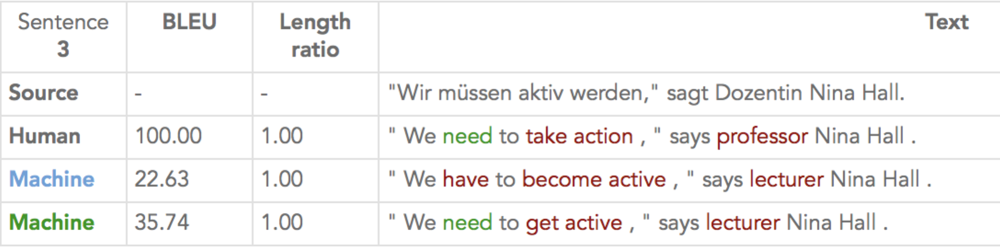 Sentence 3 BLEU Length ratio Text
Source - - "Wir müssen aktiv werden," sagt Dozentin Nina Hall.
Human 100.00 1.00 " We need to take action , " says professor Nina Hall .
Machine 22.63 1.00 " We have to become active , " says lecturer Nina Hall .
Machine 35.74 1.00 " We need to get active , " says lecturer Nina Hall .